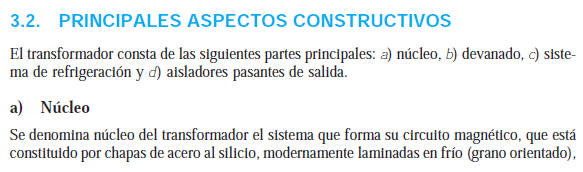 3.2. PRINCIPALES ASPECTOS CONSTRUCTIVOS
El transformador consta de las siguientes partes principales: a) núcleo, b) devanado, c) siste-
ma de refrigeración y d) aisladores pasantes de salida.
a) Núcleo
Se denomina núcleo del transformador el sistema que forma su circuito magnético, que está
constituido por chapas de acero al silicio, modernamente laminadas en frío (grano orientado),